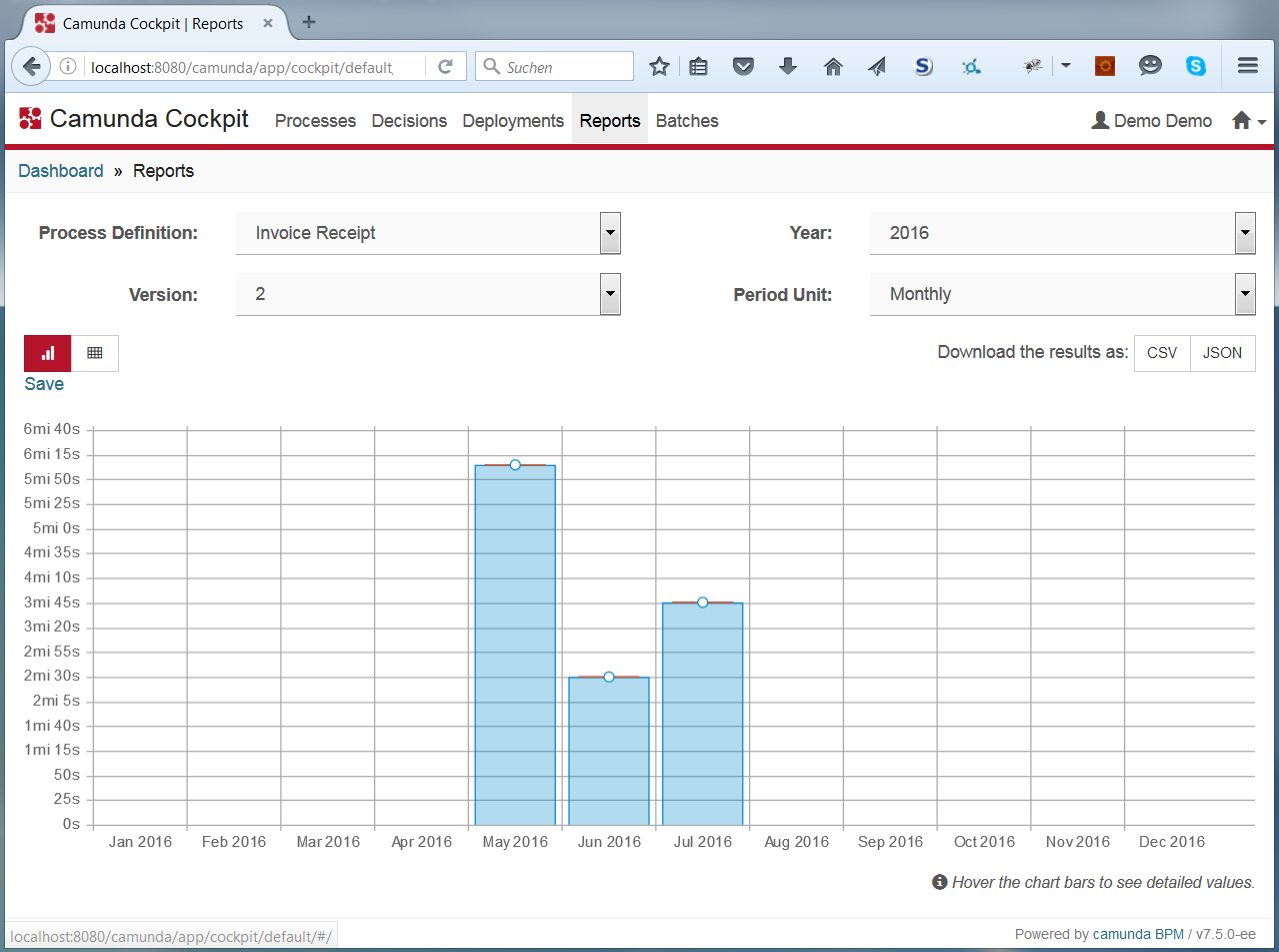 Camunda Cockpit | Reports
localhost:8080/camunda/app/cockpit/default,
Suchen
Camunda Cockpit Processes Decisions Deployments Reports Batches Demo Demo
Dashboard » Reports
Process Definition: Invoice Receipt Year: 2016
Version: 2 Period Unit: Monthly
Download the results as: CSV JSON
Save
6mi 40s
6mi 15s
5mi 50s
5mi 25s
5mi 0s
4mi 35s
4mi 10s
3mi 45s
3mi 20s
2mi 55s
2mi 30s
2mi 5s
1mi 40s
1mi 15s
50s
25s
0s
Jan 2016 Feb 2016 Mar 2016 Apr 2016 May 2016 Jun 2016 Jul 2016 Aug 2016 Sep 2016 Oct 2016 Nov 2016 Dec 2016
Hover the chart bars to see detailed values.
localhost:8080/camunda/app/cockpit/default/#/
Powered by camunda BPM / v7.5.0-ee